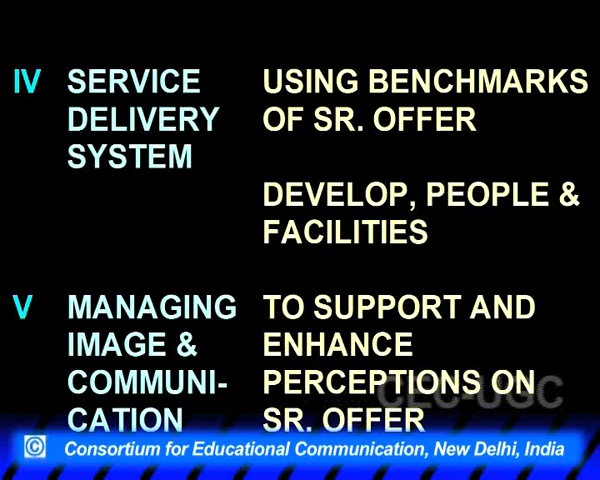 IV SERVICE USING BENCHMARKS
DELIVERY OF SR. OFFER
SYSTEM
DEVELOP, PEOPLE &
FACILITIES
V MANAGING TO SUPPORT AND
IMAGE & ENHANCE
COMMUNI- PERCEPTIONS ON
CATION SR. OFFER
CEC-UGC
© Consortium for Educational Communication, New Delhi, India